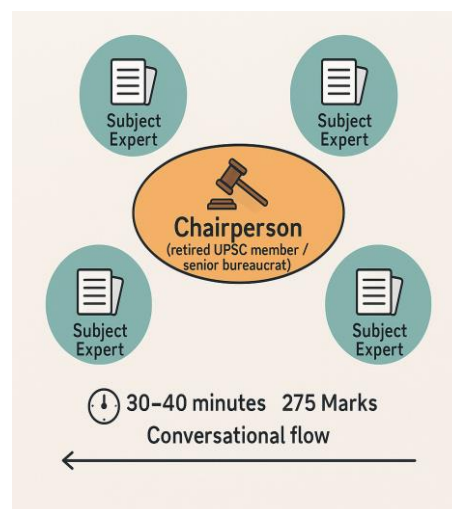 Subject
Expert
Subject
Expert
Chairperson
(retired UPSC member /
senior bureaucrat)
Subject
Expert
Subject
Expert
30–40 minutes 275 Marks
Conversational flow